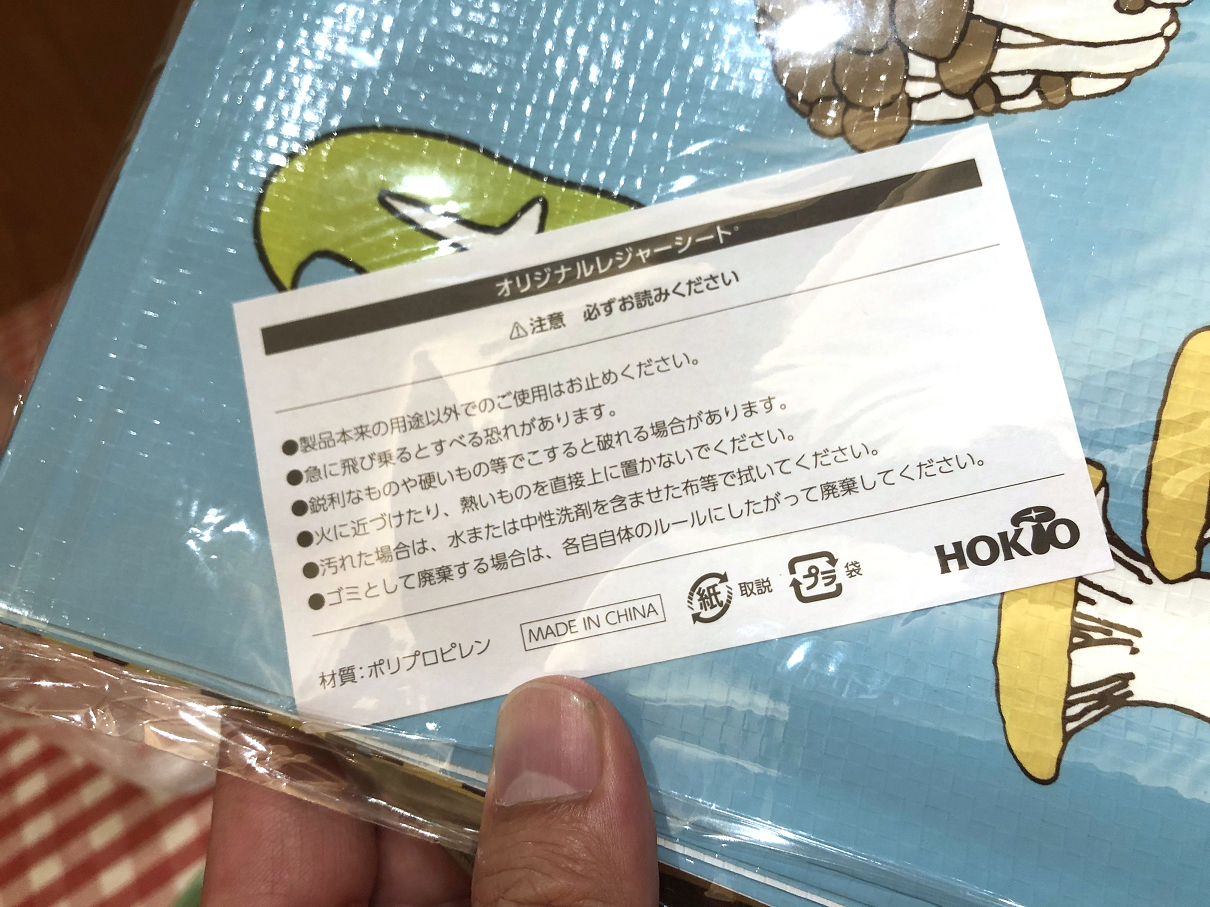 オリジナルレジャーシート
⚠注意 必ずお読みください
●製品本来の用途以外でのご使用はお止めください。
●急に飛び乗るとすべる恐れがあります。
●鋭利なものや硬いもの等でこすると破れる場合があります。
●火に近づけたり、熱いものを直接上に置かないでください。
●汚れた場合は、水または中性洗剤を含ませた布等で拭いてください。
●ゴミとして廃棄する場合は、各自自体のルールにしたがって廃棄してください。
材質：ポリプロピレン MADE IN CHINA 紙 取説 プラ 袋 HOKTO